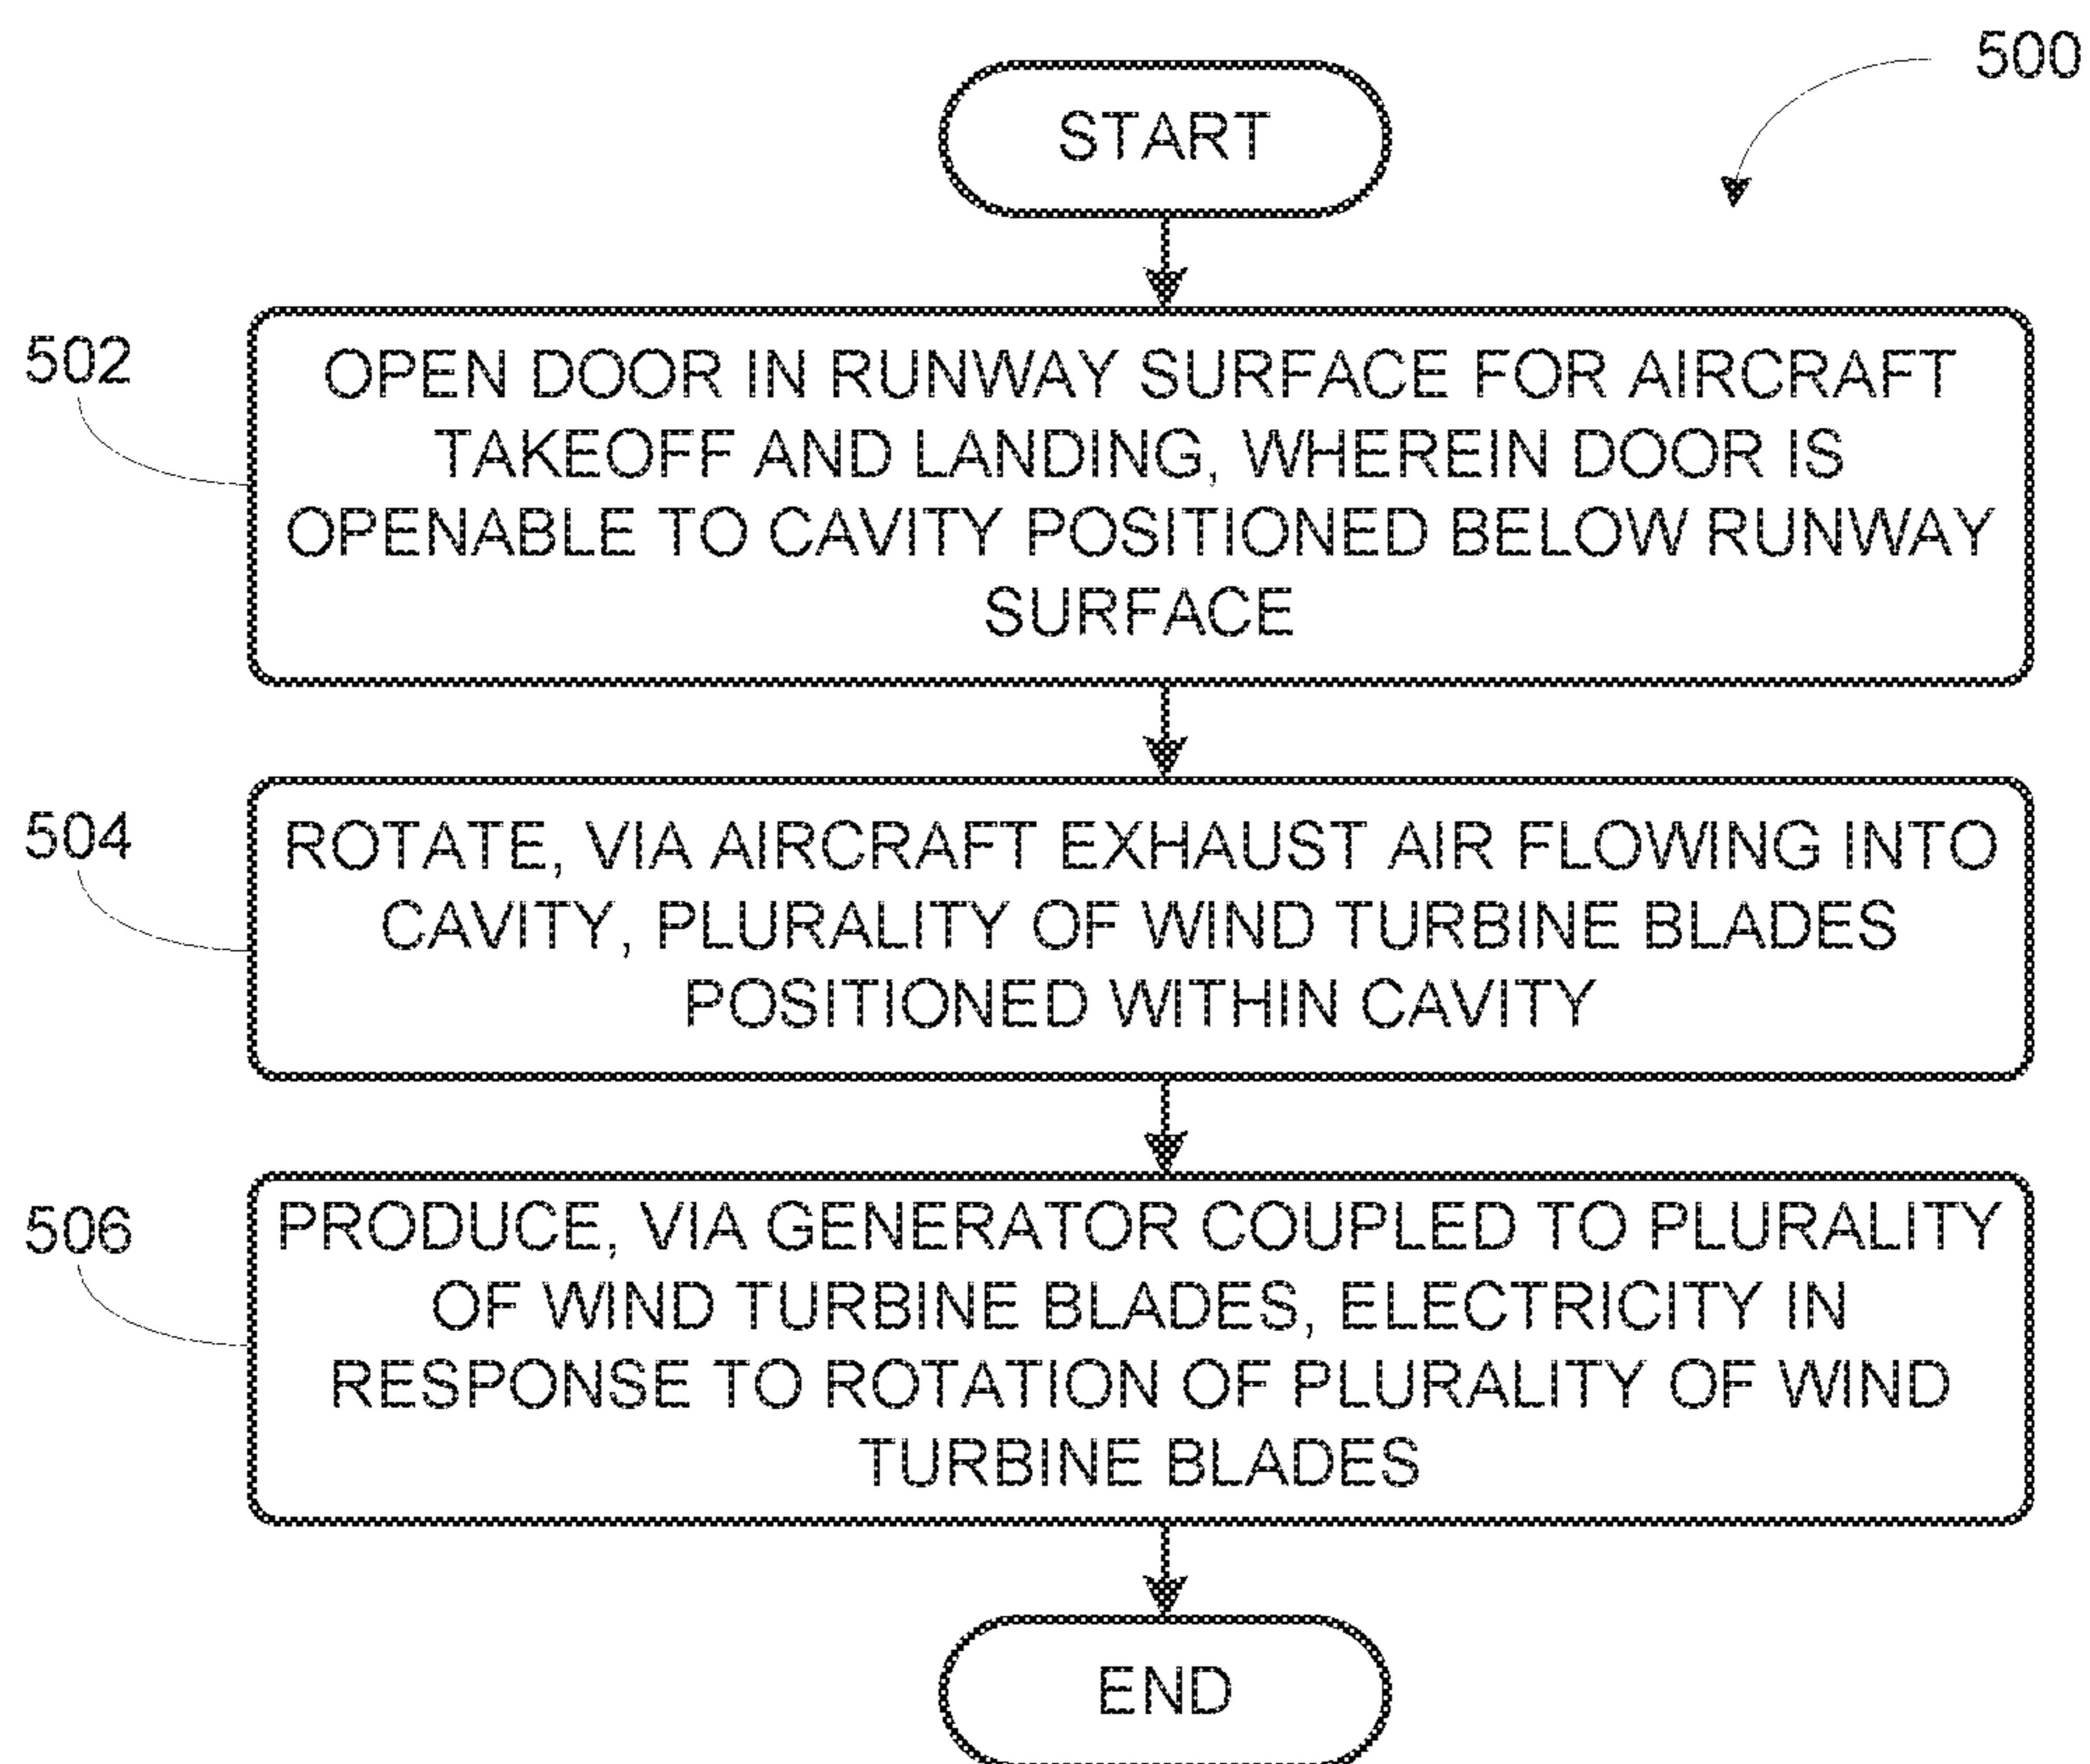 500
START
502
OPEN DOOR IN RUNWAY SURFACE FOR AIRCRAFT
TAKEOFF AND LANDING, WHEREIN DOOR IS
OPENABLE TO CAVITY POSITIONED BELOW RUNWAY
SURFACE
504
ROTATE, VIA AIRCRAFT EXHAUST AIR FLOWING INTO
CAVITY, PLURALITY OF WIND TURBINE BLADES
POSITIONED WITHIN CAVITY
506
PRODUCE, VIA GENERATOR COUPLED TO PLURALITY
OF WIND TURBINE BLADES, ELECTRICITY IN
RESPONSE TO ROTATION OF PLURALITY OF WIND
TURBINE BLADES
END